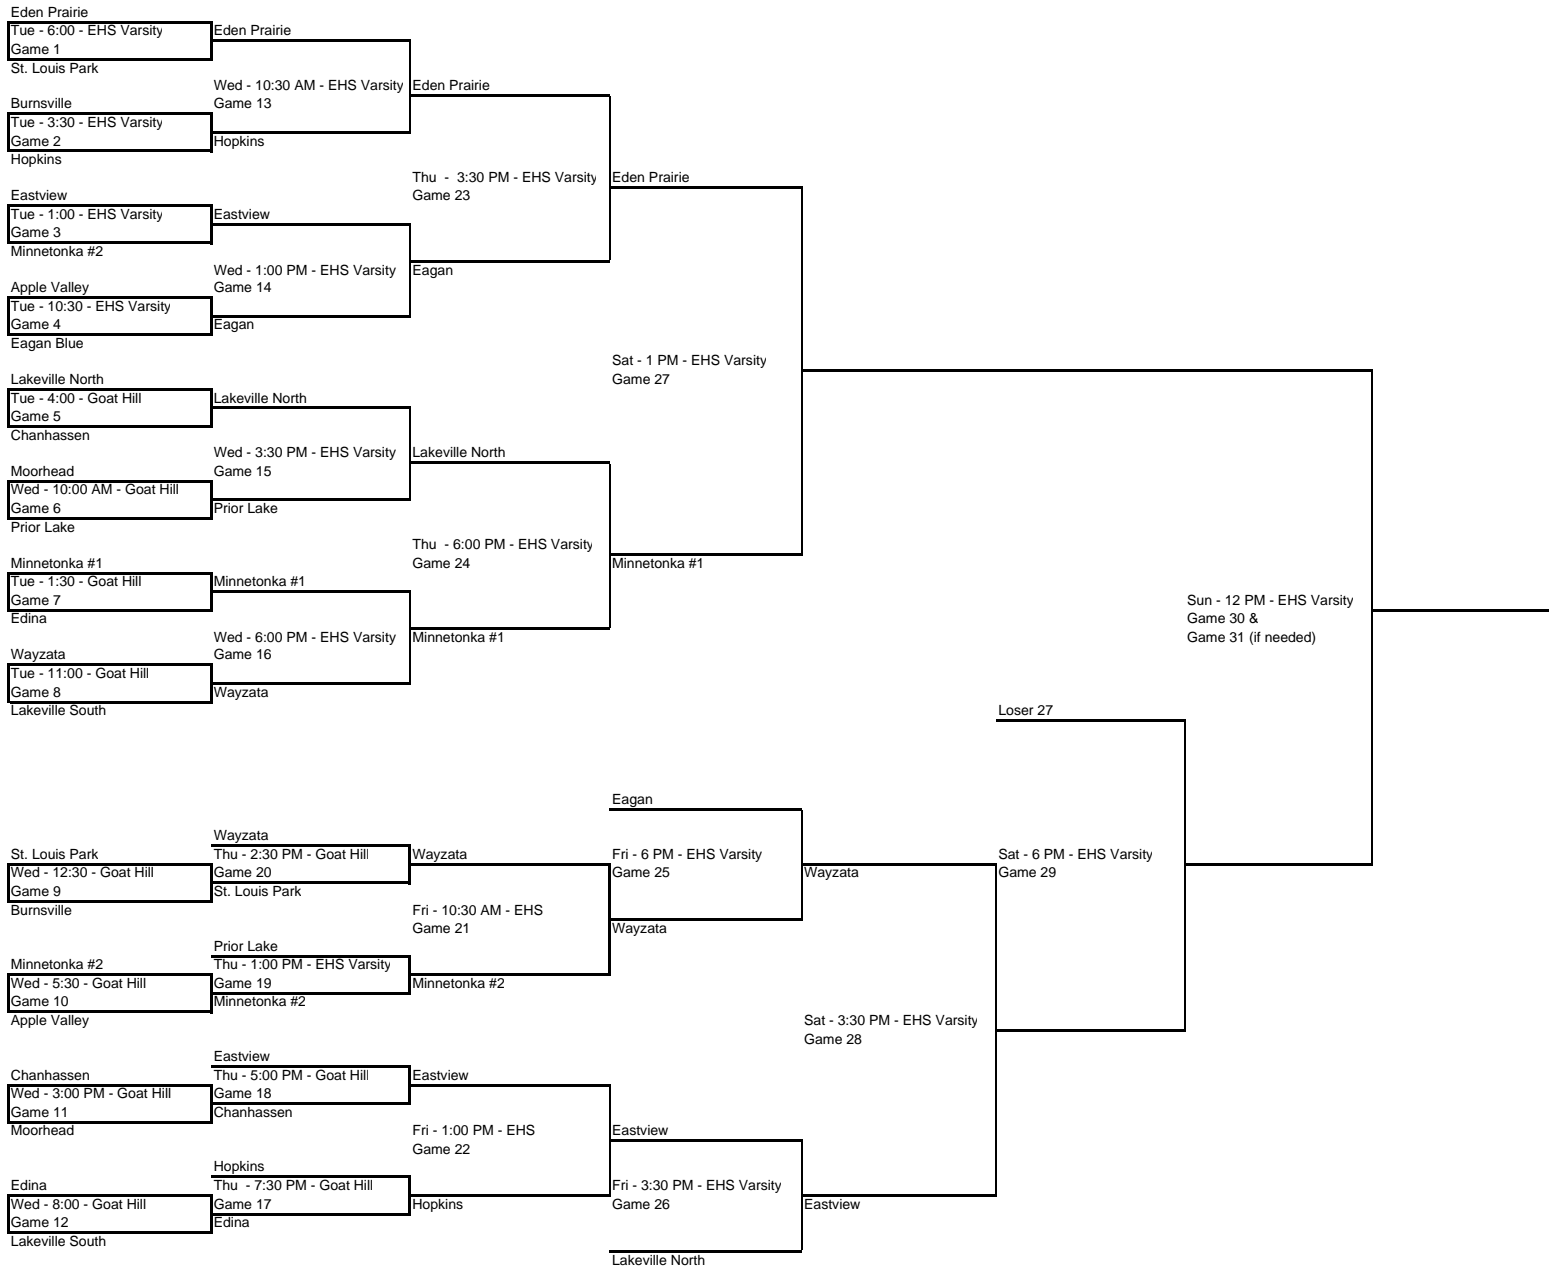 Eden Prairie
Tue - 6:00 - EHS Varsity
Game 1
St. Louis Park
Burnsville
Tue - 3:30 - EHS Varsity
Game 2
Hopkins
Eastview
Tue - 1:00 - EHS Varsity
Game 3
Minnetonka #2
Apple Valley
Tue - 10:30 - EHS Varsity
Game 4
Eagan Blue
Lakeville North
Tue - 4:00 - Goat Hill
Game 5
Chanhassen
Moorhead
Wed - 10:00 AM - Goat Hill
Game 6
Prior Lake
Minnetonka #1
Tue - 1:30 - Goat Hill
Game 7
Edina
Wayzata
Tue - 11:00 - Goat Hill
Game 8
Lakeville South
Eden Prairie
Wed - 10:30 AM - EHS Varsity
Game 13
Hopkins
Eastview
Wed - 1:00 PM - EHS Varsity
Game 14
Eagan
Lakeville North
Wed - 3:30 PM - EHS Varsity
Game 15
Prior Lake
Minnetonka #1
Wed - 6:00 PM - EHS Varsity
Game 16
Wayzata
Eden Prairie
Thu - 3:30 PM - EHS Varsity
Game 23
Eagan
Lakeville North
Thu - 6:00 PM - EHS Varsity
Game 24
Minnetonka #1
Eden Prairie
Sat - 1 PM - EHS Varsity
Game 27
Minnetonka #1
Sun - 12 PM - EHS Varsity
Game 30 &
Game 31 (if needed)
St. Louis Park
Wed - 12:30 - Goat Hill
Game 9
Burnsville
Minnetonka #2
Wed - 5:30 - Goat Hill
Game 10
Apple Valley
Chanhassen
Wed - 3:00 PM - Goat Hill
Game 11
Moorhead
Edina
Wed - 8:00 - Goat Hill
Game 12
Lakeville South
Wayzata
Thu - 2:30 PM - Goat Hill
Game 20
St. Louis Park
Prior Lake
Thu - 1:00 PM - EHS Varsity
Game 19
Minnetonka #2
Eastview
Thu - 5:00 PM - Goat Hill
Game 18
Chanhassen
Hopkins
Thu - 7:30 PM - Goat Hill
Game 17
Edina
Wayzata
Fri - 10:30 AM - EHS
Game 21
Minnetonka #2
Eastview
Fri - 1:00 PM - EHS
Game 22
Hopkins
Eagan
Fri - 6 PM - EHS Varsity
Game 25
Wayzata
Eastview
Fri - 3:30 PM - EHS Varsity
Game 26
Lakeville North
Wayzata
Sat - 3:30 PM - EHS Varsity
Game 28
Eastview
Loser 27
Sat - 6 PM - EHS Varsity
Game 29